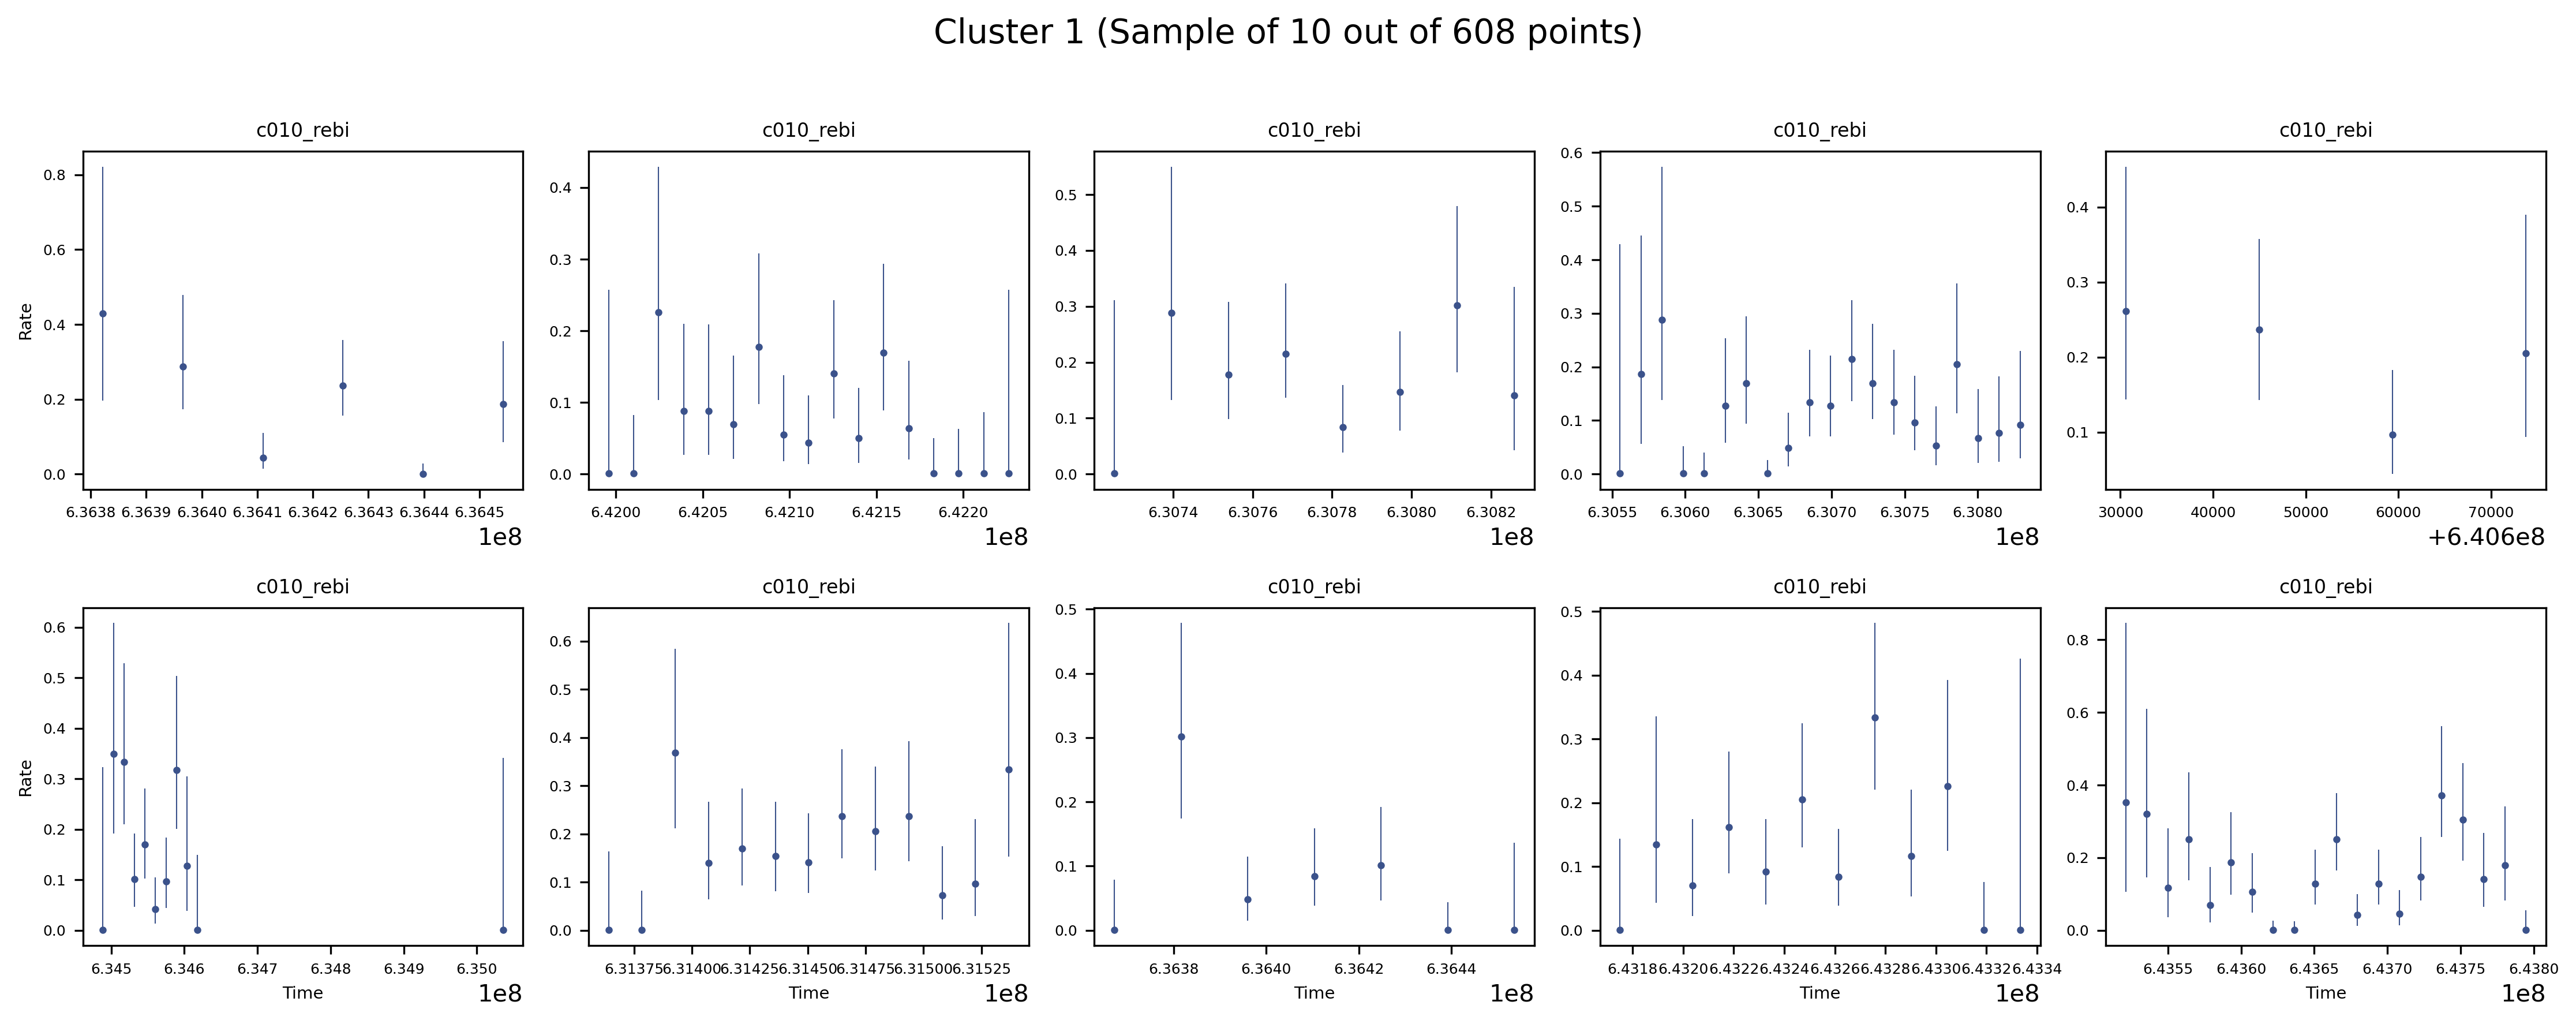 Cluster 1 (Sample of 10 out of 608 points)
c010_rebi c010_rebi c010_rebi c010_rebi c010_rebi
Rate
0.8
0.6
0.4
0.2
0.0
6.3638 6.3639 6.3640 6.3641 6.3642 6.3643 6.3644 6.3645
1e8
0.4
0.3
0.2
0.1
0.0
6.4200 6.4205 6.4210 6.4215 6.4220
1e8
0.5
0.4
0.3
0.2
0.1
0.0
6.3074 6.3076 6.3078 6.3080 6.3082
1e8
0.6
0.5
0.4
0.3
0.2
0.1
0.0
6.3055 6.3060 6.3065 6.3070 6.3075 6.3080
1e8
0.4
0.3
0.2
0.1
30000 40000 50000 60000 70000
+6.406e8
c010_rebi c010_rebi c010_rebi c010_rebi c010_rebi
Rate
0.6
0.5
0.4
0.3
0.2
0.1
0.0
6.345 6.346 6.347 6.348 6.349 6.350
Time 1e8
0.6
0.5
0.4
0.3
0.2
0.1
0.0
6.31375 6.31400 6.31425 6.31450 6.31475 6.31500 6.31525
Time 1e8
0.5
0.4
0.3
0.2
0.1
0.0
6.3638 6.3640 6.3642 6.3644
Time 1e8
0.5
0.4
0.3
0.2
0.1
0.0
6.4318 6.4320 6.4322 6.4324 6.4326 6.4328 6.4330 6.4332 6.4334
Time 1e8
0.8
0.6
0.4
0.2
0.0
6.4355 6.4360 6.4365 6.4370 6.4375 6.4380
Time 1e8